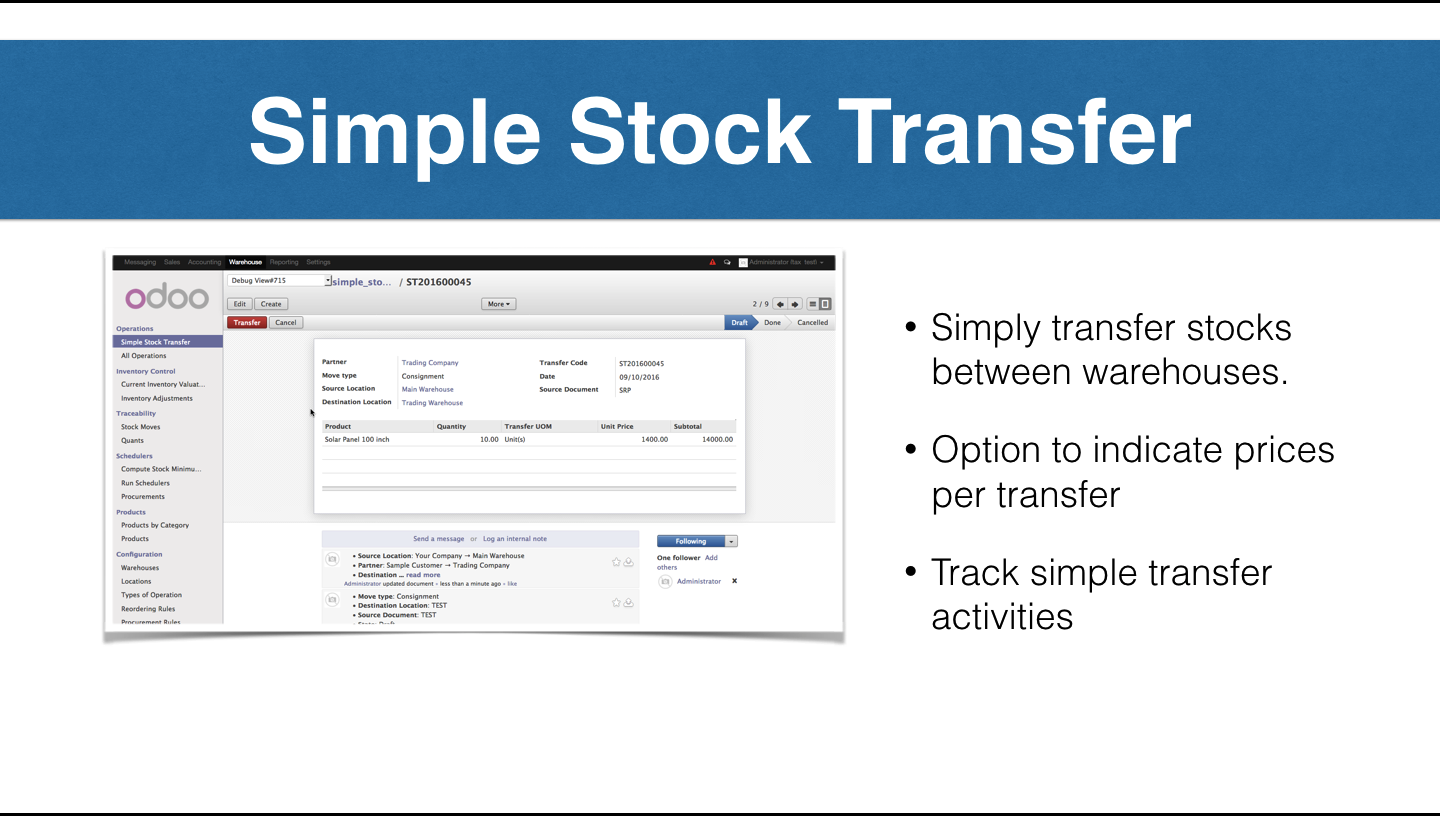 Simple Stock Transfer
Messaging Sales Accounting Warehouse Reporting Settings
Administrator (tax_test)
odoo
Debug View#715
simple_sto... / ST201600045
Edit Create More 2 / 9
Transfer Cancel Draft Done Cancelled
Operations
Simple Stock Transfer
All Operations
Inventory Control
Current Inventory Valuat...
Inventory Adjustments
Traceability
Stock Moves
Quants
Schedulers
Compute Stock Minimu...
Run Schedulers
Procurements
Products
Products by Category
Products
Configuration
Warehouses
Locations
Types of Operation
Reordering Rules
Procurement Rules
Partner Trading Company Transfer Code ST201600045
Move type Consignment Date 09/10/2016
Source Location Main Warehouse Source Document SRP
Destination Location Trading Warehouse
Product Quantity Transfer UOM Unit Price Subtotal
Solar Panel 100 inch 10.00 Unit(s) 1400.00 14000.00
Send a message or Log an internal note
• Source Location: Your Company → Main Warehouse
• Partner: Sample Customer → Trading Company
• Destination ... read more
Administrator updated document • less than a minute ago • like
• Move type: Consignment
• Destination Location: TEST
• Source Document: TEST
Following
One follower Add
others
Administrator x
• Simply transfer stocks
between warehouses.
• Option to indicate prices
per transfer
• Track simple transfer
activities